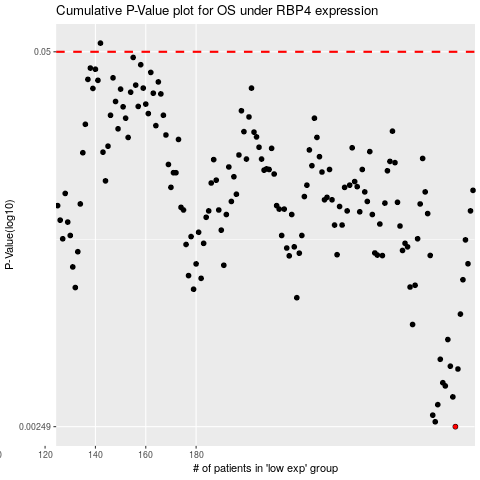 Cumulative P-Value plot for OS under RBP4 expression
0.05
P-Value(log10)
0.00249
0 120 140 160 180
# of patients in 'low exp' group